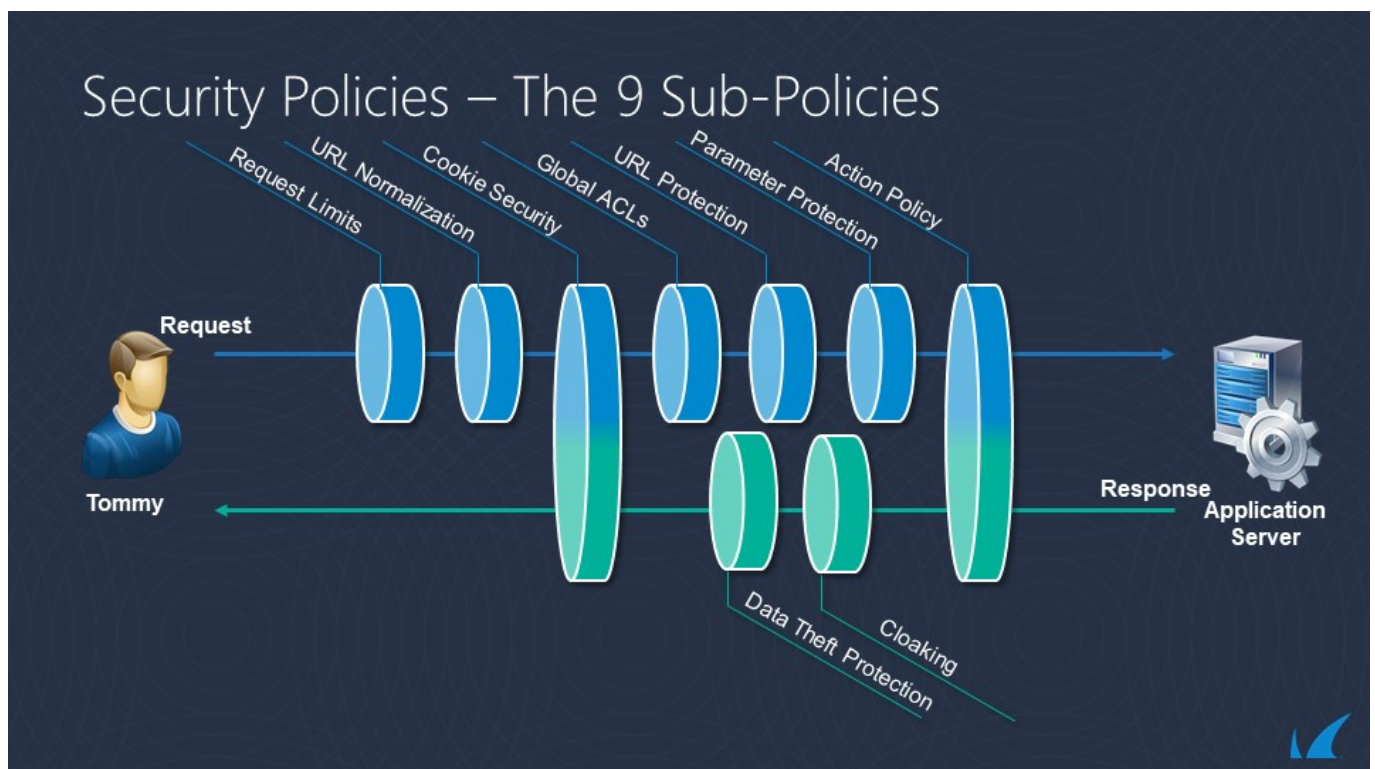 Security Policies – The 9 Sub-Policies
Request Limits
URL Normalization
Cookie Security
Global ACLs
URL Protection
Parameter Protection
Action Policy
Request
Tommy
Response
Application
Server
Data Theft Protection
Cloaking